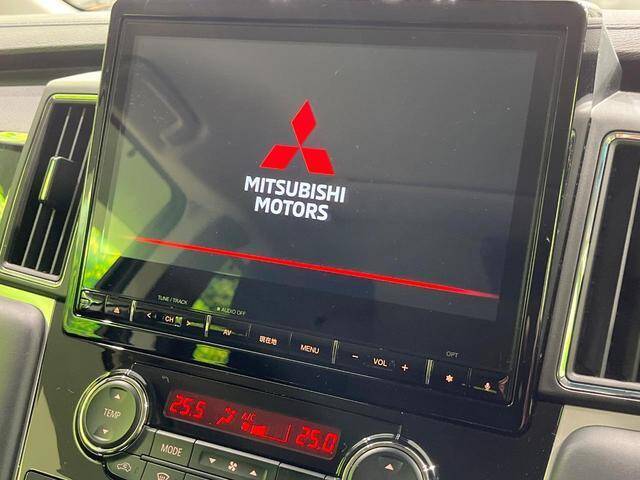 MITSUBISHI
MOTORS
TUNE / TRACK
AUDIO OFF
CH
AV
現在地
MENU
VOL
OPT
TEMP
25.5
A/C
25.0
MODE